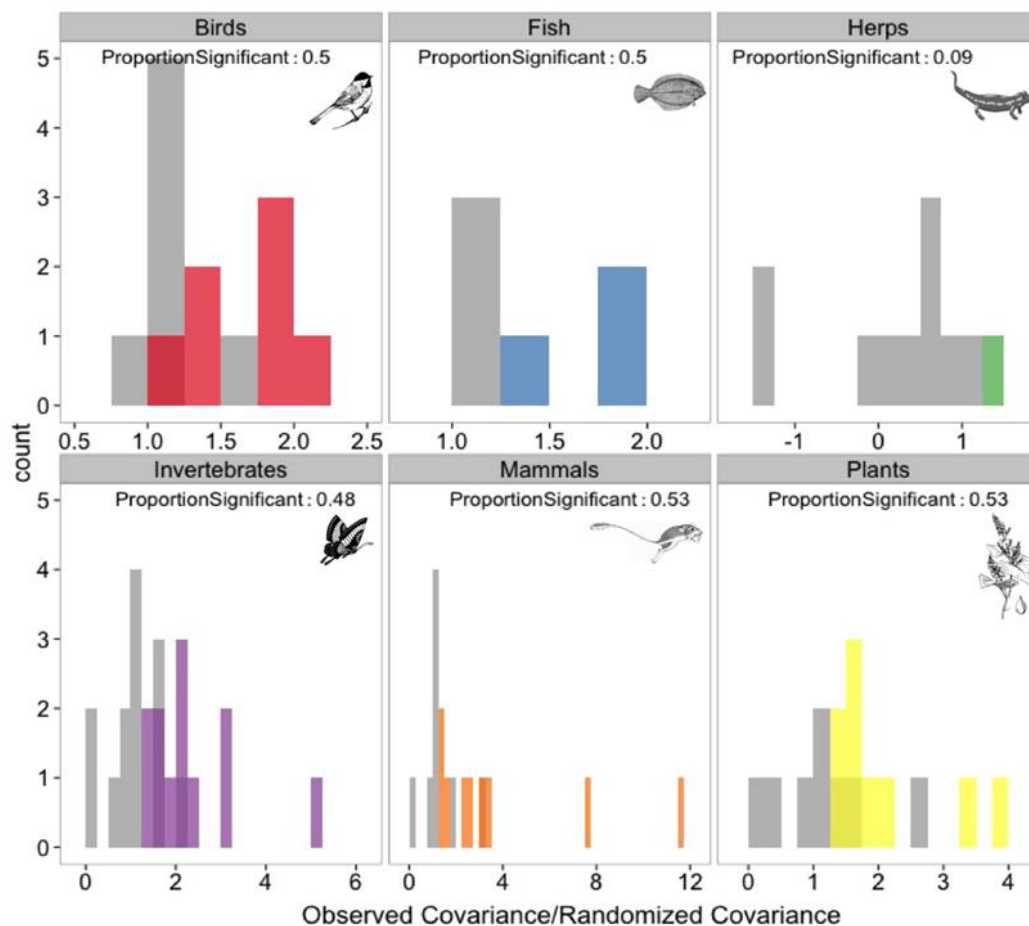 Birds Fish Herps
ProportionSignificant : 0.5 ProportionSignificant : 0.5 ProportionSignificant : 0.09
5
4
3
2
1
0
0.5 1.0 1.5 2.0 2.5 1.0 1.5 2.0 -1 0 1
count
Invertebrates Mammals Plants
ProportionSignificant : 0.48 ProportionSignificant : 0.53 ProportionSignificant : 0.53
5
4
3
2
1
0
0 2 4 6 0 4 8 12 0 1 2 3 4
Observed Covariance/Randomized Covariance